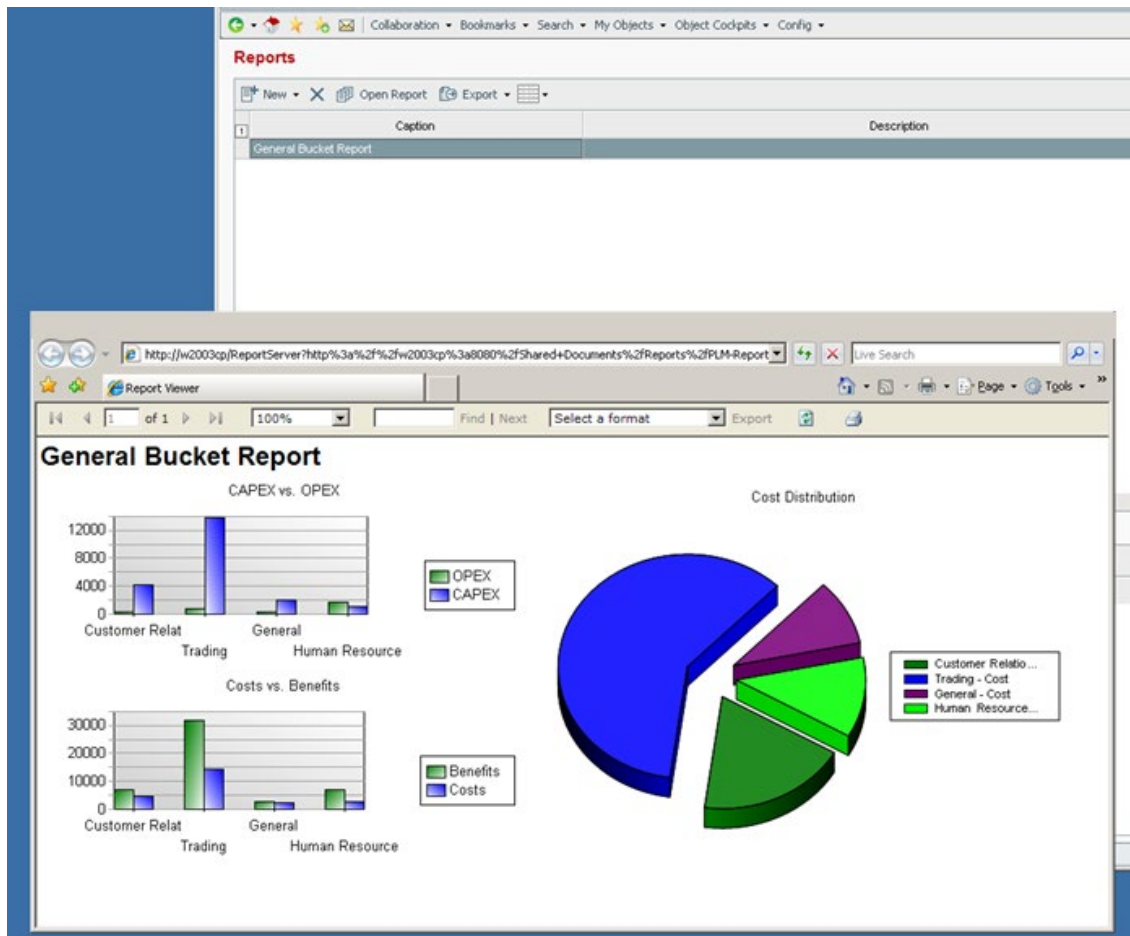 Collaboration Bookmarks Search My Objects Object Cockpits Config
Reports
New Open Report Export
1 Caption Description
General Bucket Report
http://w2003cp/ReportServer?http%3a%2f%2fw2003cp%3a8080%2fShared+Documents%2fReports%2fPLM-Report Live Search
Report Viewer Page Tools »
1 of 1 100% Find | Next Select a format Export
General Bucket Report
CAPEX vs. OPEX
12000
8000
4000
0
Customer Relat General
Trading Human Resource
OPEX
CAPEX
Costs vs. Benefits
30000
20000
10000
0
Customer Relat General
Trading Human Resource
Benefits
Costs
Cost Distribution
Customer Relatio...
Trading - Cost
General - Cost
Human Resource...